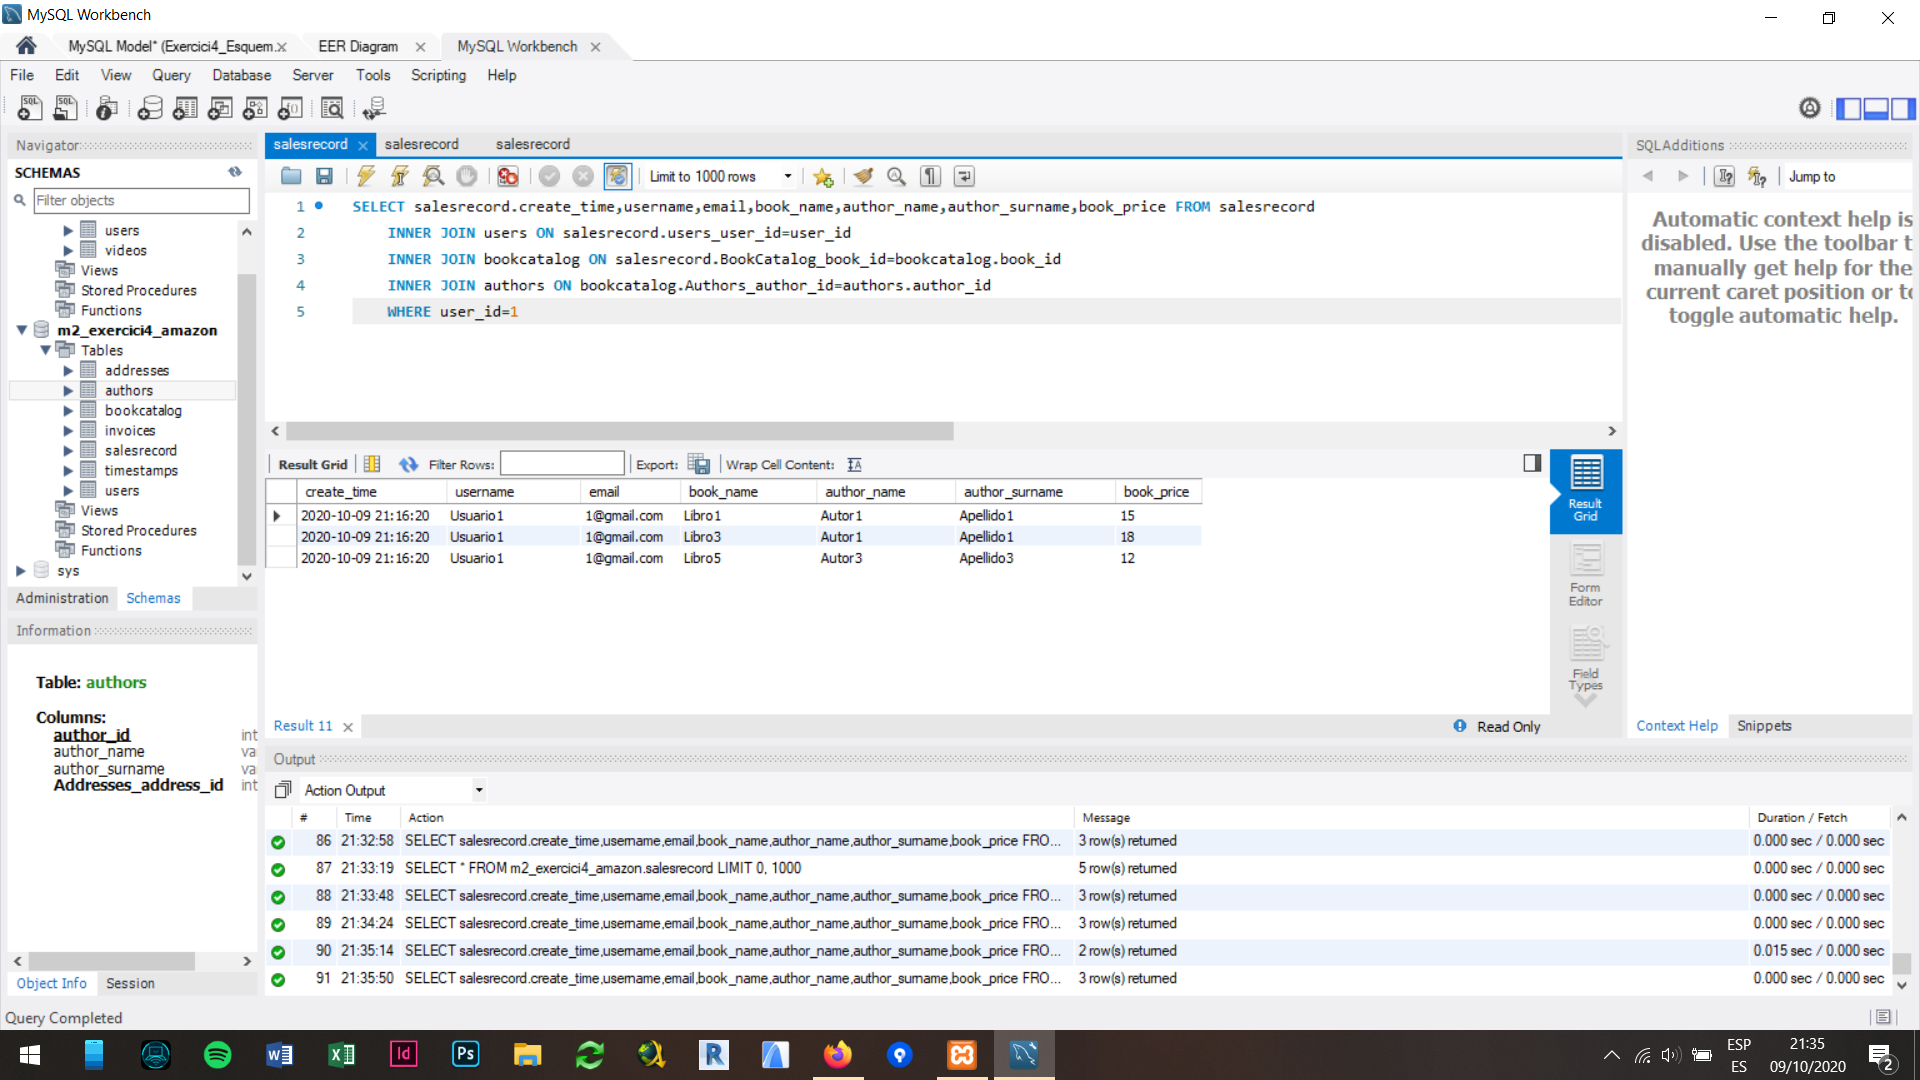 MySQL Workbench
MySQL Model* (Exercici4_Esquem... EER Diagram MySQL Workbench
File Edit View Query Database Server Tools Scripting Help
Navigator
SCHEMAS
Filter objects
users
videos
Views
Stored Procedures
Functions
m2_exercici4_amazon
Tables
addresses
authors
bookcatalog
invoices
salesrecord
timestamps
users
Views
Stored Procedures
Functions
sys
Administration Schemas
Information
Table: authors
Columns:
author_id int
author_name va
author_surname va
Addresses_address_id int
Object Info Session
salesrecord salesrecord salesrecord
Limit to 1000 rows
1 SELECT salesrecord.create_time,username,email,book_name,author_name,author_surname,book_price FROM salesrecord
2 INNER JOIN users ON salesrecord.users_user_id=user_id
3 INNER JOIN bookcatalog ON salesrecord.BookCatalog_book_id=bookcatalog.book_id
4 INNER JOIN authors ON bookcatalog.Authors_author_id=authors.author_id
5 WHERE user_id=1
Result Grid Filter Rows: Export: Wrap Cell Content:
create_time username email book_name author_name author_surname book_price
2020-10-09 21:16:20 Usuario1 1@gmail.com Libro1 Autor1 Apellido1 15
2020-10-09 21:16:20 Usuario1 1@gmail.com Libro3 Autor1 Apellido1 18
2020-10-09 21:16:20 Usuario1 1@gmail.com Libro5 Autor3 Apellido3 12
Result
Grid
Form
Editor
Field
Types
Result 11 Read Only
SQLAdditions
Jump to
Automatic context help is
disabled. Use the toolbar t
manually get help for the
current caret position or to
toggle automatic help.
Context Help Snippets
Output
Action Output
# Time Action Message Duration / Fetch
86 21:32:58 SELECT salesrecord.create_time,username,email,book_name,author_name,author_surname,book_price FRO... 3 row(s) returned 0.000 sec / 0.000 sec
87 21:33:19 SELECT * FROM m2_exercici4_amazon.salesrecord LIMIT 0, 1000 5 row(s) returned 0.000 sec / 0.000 sec
88 21:33:48 SELECT salesrecord.create_time,username,email,book_name,author_name,author_surname,book_price FRO... 3 row(s) returned 0.000 sec / 0.000 sec
89 21:34:24 SELECT salesrecord.create_time,username,email,book_name,author_name,author_surname,book_price FRO... 3 row(s) returned 0.000 sec / 0.000 sec
90 21:35:14 SELECT salesrecord.create_time,username,email,book_name,author_name,author_surname,book_price FRO... 2 row(s) returned 0.015 sec / 0.000 sec
91 21:35:50 SELECT salesrecord.create_time,username,email,book_name,author_name,author_surname,book_price FRO... 3 row(s) returned 0.000 sec / 0.000 sec
Query Completed
ESP
ES
21:35
09/10/2020
2